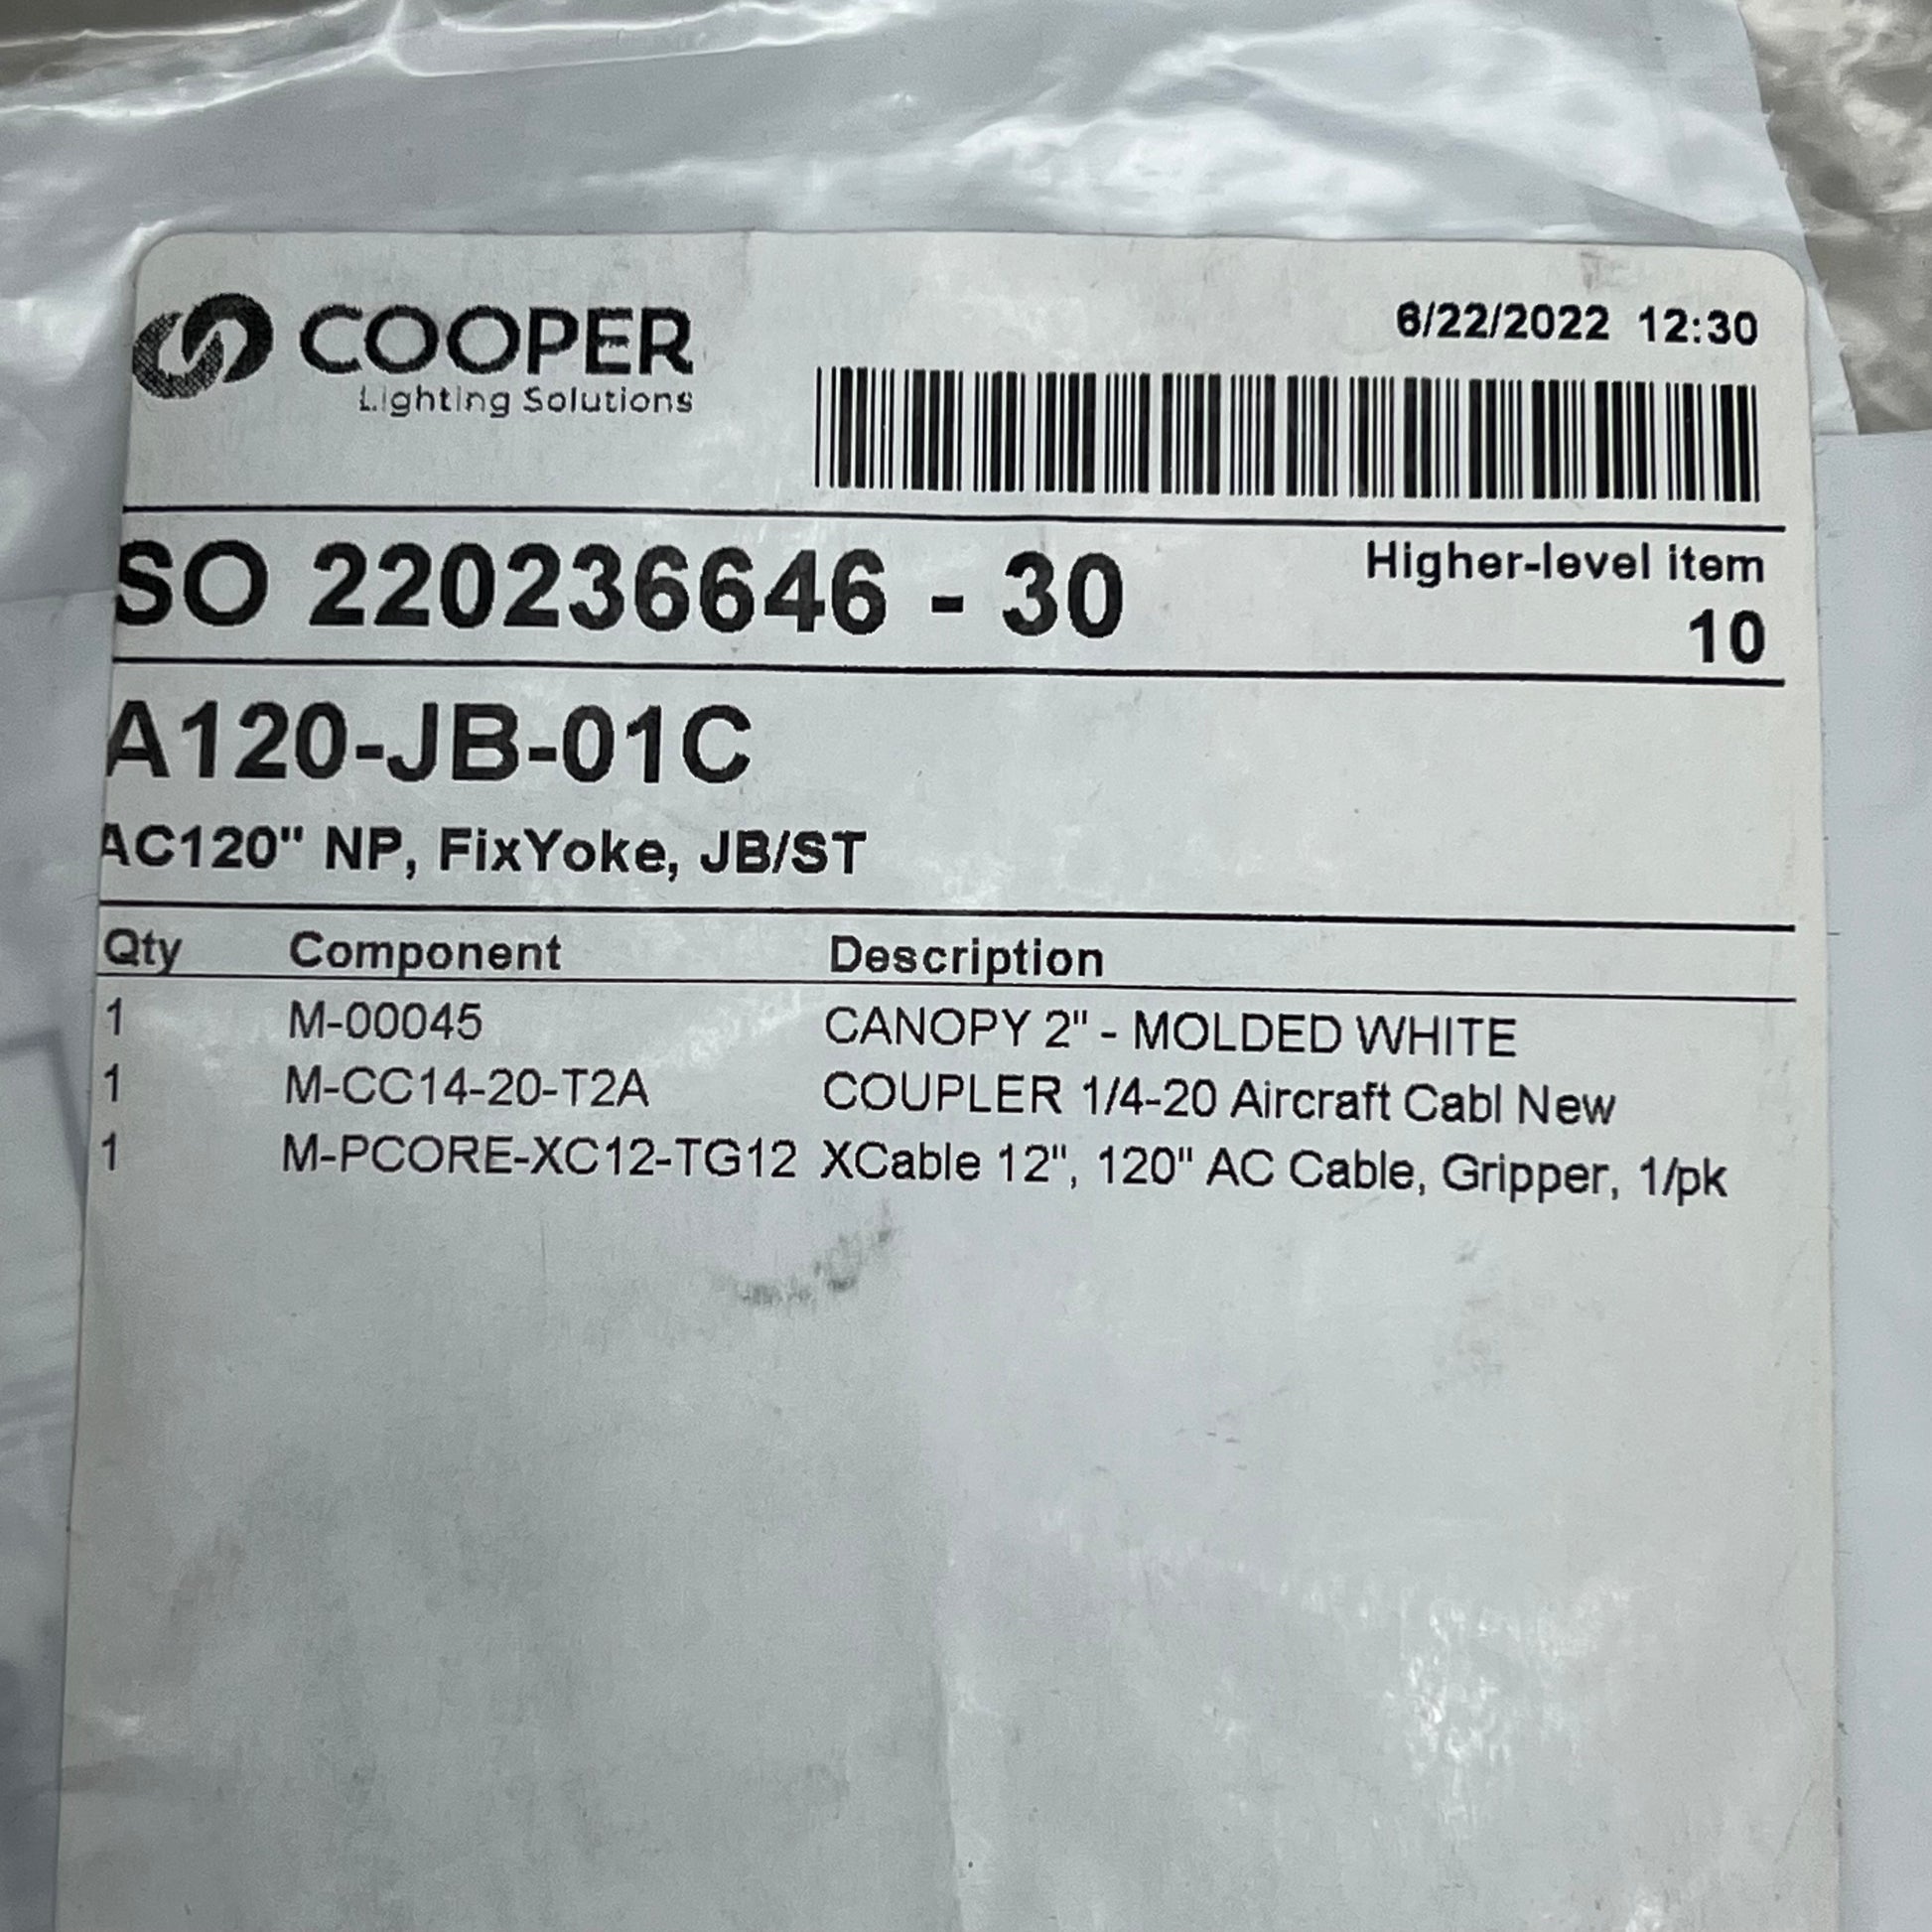 COOPER
Lighting Solutions
6/22/2022 12:30
SO 220236646 - 30
Higher-level item
10
A120-JB-01C
AC120" NP, FixYoke, JB/ST
Qty Component Description
1 M-00045 CANOPY 2" - MOLDED WHITE
1 M-CC14-20-T2A COUPLER 1/4-20 Aircraft Cabl New
1 M-PCORE-XC12-TG12 XCable 12", 120" AC Cable, Gripper, 1/pk